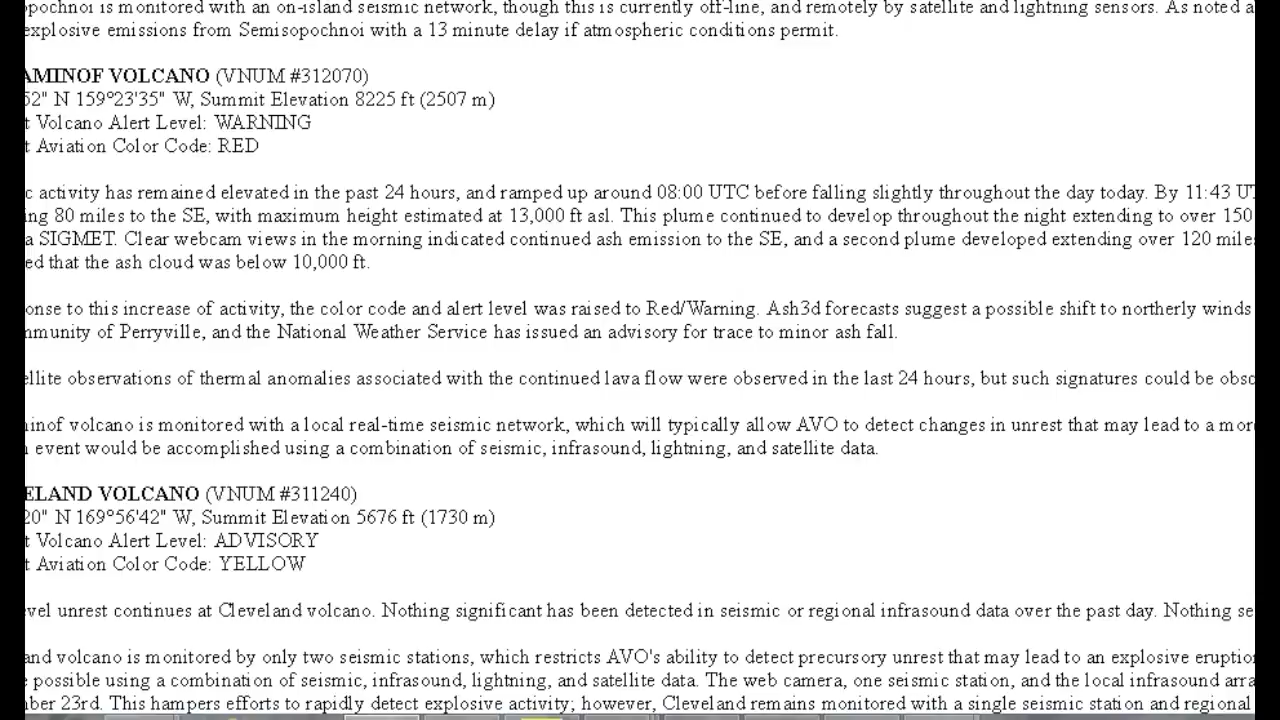 pochnoi is monitored with an on-island seismic network, though this is currently off-line, and remotely by satellite and lightning sensors. As noted a
explosive emissions from Semisopochnoi with a 13 minute delay if atmospheric conditions permit.
AMINOF VOLCANO (VNUM #312070)
52" N 159°23'35" W, Summit Elevation 8225 ft (2507 m)
t Volcano Alert Level: WARNING
t Aviation Color Code: RED
c activity has remained elevated in the past 24 hours, and ramped up around 08:00 UTC before falling slightly throughout the day today. By 11:43 UT
ing 80 miles to the SE, with maximum height estimated at 13,000 ft asl. This plume continued to develop throughout the night extending to over 150
a SIGMET. Clear webcam views in the morning indicated continued ash emission to the SE, and a second plume developed extending over 120 miles
ed that the ash cloud was below 10,000 ft.
onse to this increase of activity, the color code and alert level was raised to Red/Warning. Ash3d forecasts suggest a possible shift to northerly winds
mmunity of Perryville, and the National Weather Service has issued an advisory for trace to minor ash fall.
ellite observations of thermal anomalies associated with the continued lava flow were observed in the last 24 hours, but such signatures could be obsc
inof volcano is monitored with a local real-time seismic network, which will typically allow AVO to detect changes in unrest that may lead to a mor
n event would be accomplished using a combination of seismic, infrasound, lightning, and satellite data.
ELAND VOLCANO (VNUM #311240)
20" N 169°56'42" W, Summit Elevation 5676 ft (1730 m)
t Volcano Alert Level: ADVISORY
t Aviation Color Code: YELLOW
evel unrest continues at Cleveland volcano. Nothing significant has been detected in seismic or regional infrasound data over the past day. Nothing se
and volcano is monitored by only two seismic stations, which restricts AVO's ability to detect precursory unrest that may lead to an explosive eruption
e possible using a combination of seismic, infrasound, lightning, and satellite data. The web camera, one seismic station, and the local infrasound arra
ber 23rd. This hampers efforts to rapidly detect explosive activity; however, Cleveland remains monitored with a single seismic station and regional